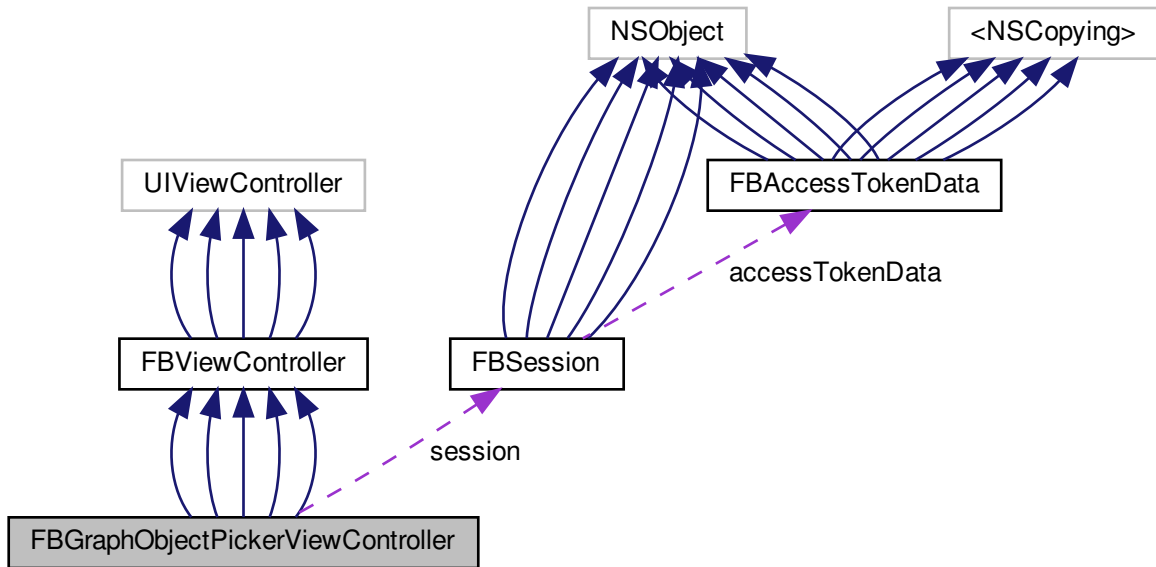 NSObject
<NSCopying>
UIViewController
FBAccessTokenData
accessTokenData
FBViewController
FBSession
session
FBGraphObjectPickerViewController